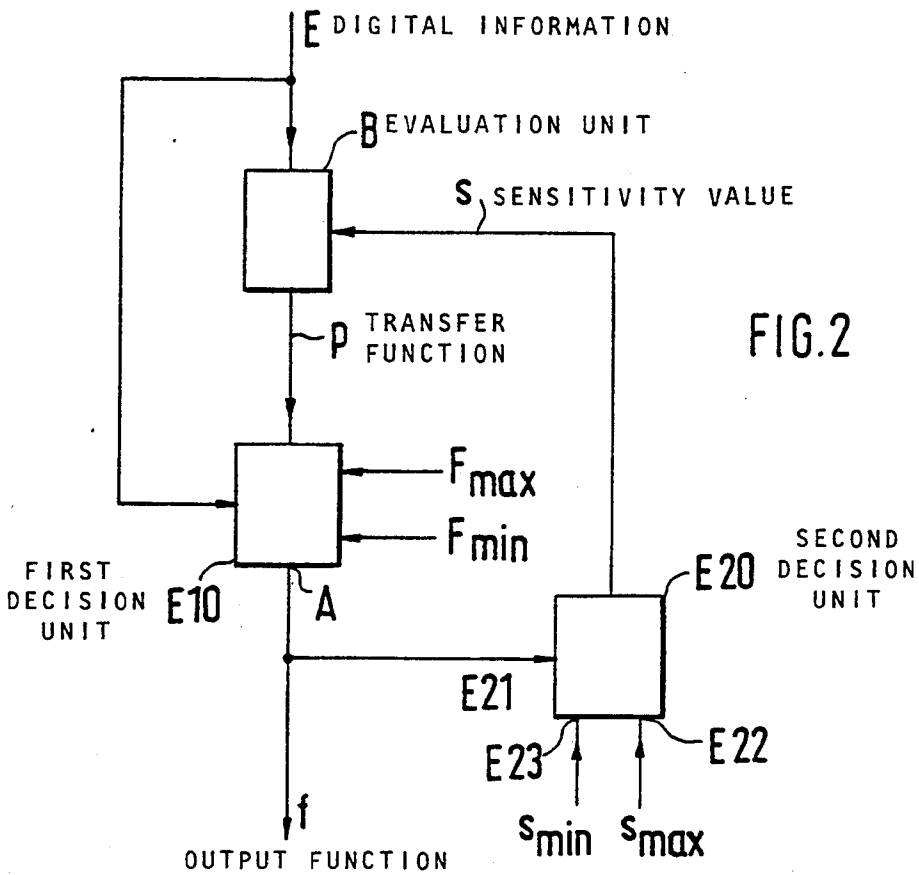 E DIGITAL INFORMATION
B EVALUATION UNIT
s SENSITIVITY VALUE
P TRANSFER
FUNCTION
FIG.2
Fmax
Fmin
FIRST
DECISION
UNIT
E10
A
SECOND
DECISION
UNIT
E20
E21
E23
E22
smin
smax
f
OUTPUT FUNCTION